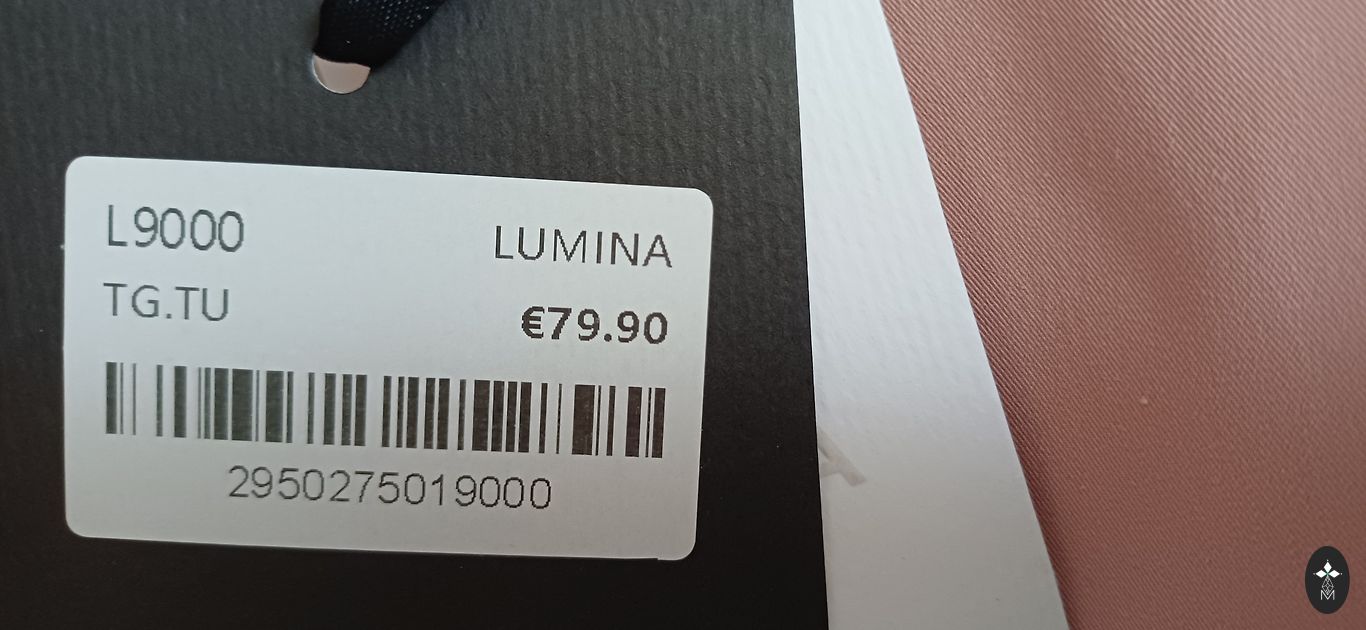 L9000
LUMINA
TG.TU
€79.90
2950275019000
A
M